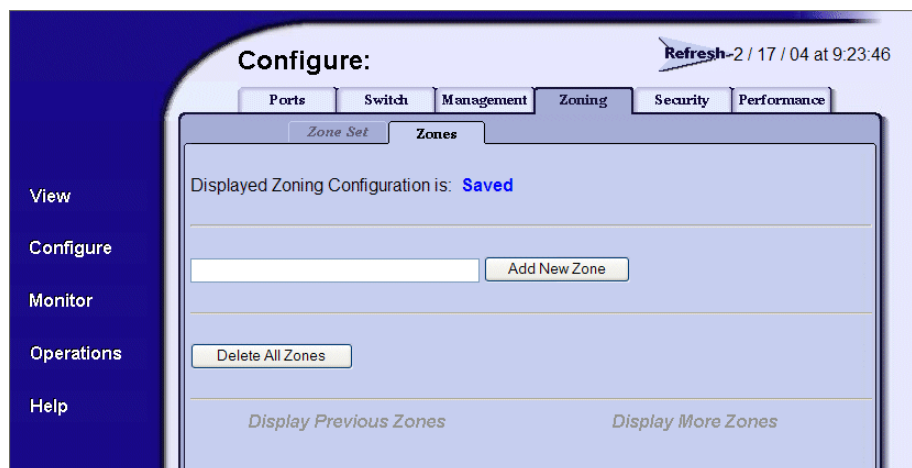 Configure:
Refresh-2 / 17 / 04 at 9:23:46
Ports Switch Management Zoning Security Performance
Zone Set Zones
Displayed Zoning Configuration is: Saved
View
Configure
Add New Zone
Monitor
Operations
Delete All Zones
Help
Display Previous Zones Display More Zones